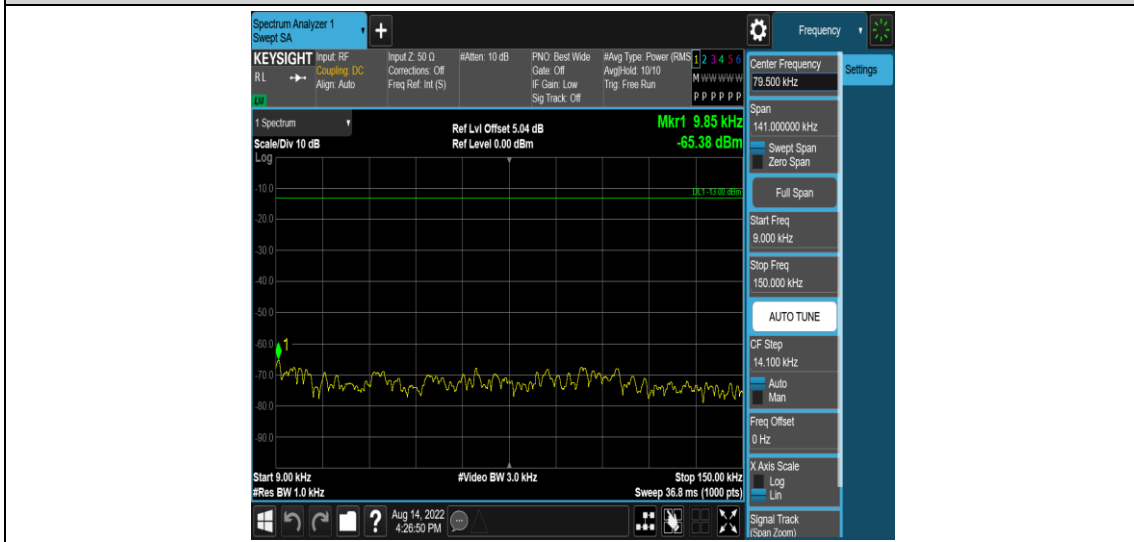 Spectrum Analyzer 1
Swept SA
+
Frequency
KEYSIGHT
RL
LXI
Input: RF
Coupling: DC
Align: Auto
Input Z: 50 Ω
Corrections: Off
Freq Ref: Int (S)
#Atten: 10 dB
PNO: Best Wide
Gate: Off
IF Gain: Low
Sig Track: Off
#Avg Type: Power (RMS
Avg|Hold: 10/10
Trig: Free Run
1 2 3 4 5 6
M W W W W W
P P P P P P
1 Spectrum
Scale/Div 10 dB
Log
Ref Lvl Offset 5.04 dB
Ref Level 0.00 dBm
Mkr1 9.85 kHz
-65.38 dBm
DL1 -13.00 dBm
-10.0
-20.0
-30.0
-40.0
-50.0
-60.0
1
-70.0
-80.0
-90.0
Start 9.00 kHz
#Res BW 1.0 kHz
#Video BW 3.0 kHz
Stop 150.00 kHz
Sweep 36.8 ms (1000 pts)
Center Frequency
79.500 kHz
Settings
Span
141.000000 kHz
Swept Span
Zero Span
Full Span
Start Freq
9.000 kHz
Stop Freq
150.000 kHz
AUTO TUNE
CF Step
14.100 kHz
Auto
Man
Freq Offset
0 Hz
X Axis Scale
Log
Lin
Signal Track
(Span Zoom)
?
Aug 14, 2022
4:26:50 PM